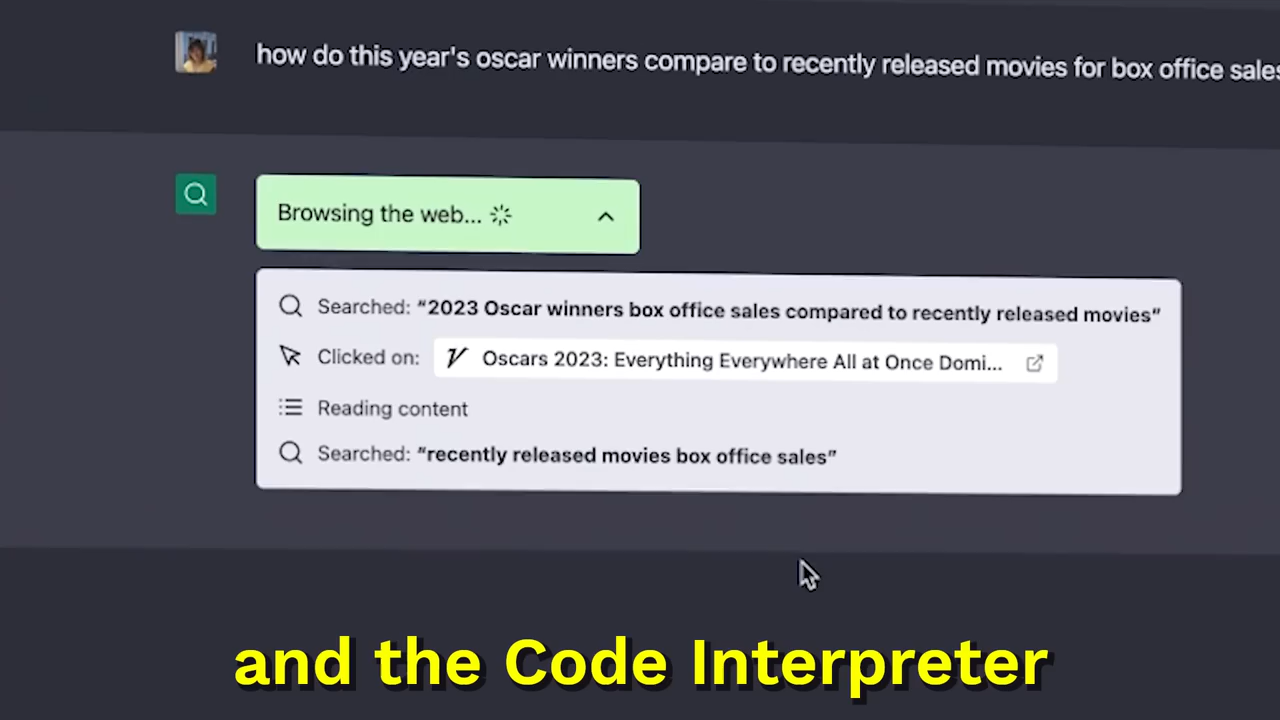 how do this year's oscar winners compare to recently released movies for box office sales
Browsing the web...
Searched: “2023 Oscar winners box office sales compared to recently released movies”
Clicked on: Oscars 2023: Everything Everywhere All at Once Domi...
Reading content
Searched: “recently released movies box office sales”
and the Code Interpreter